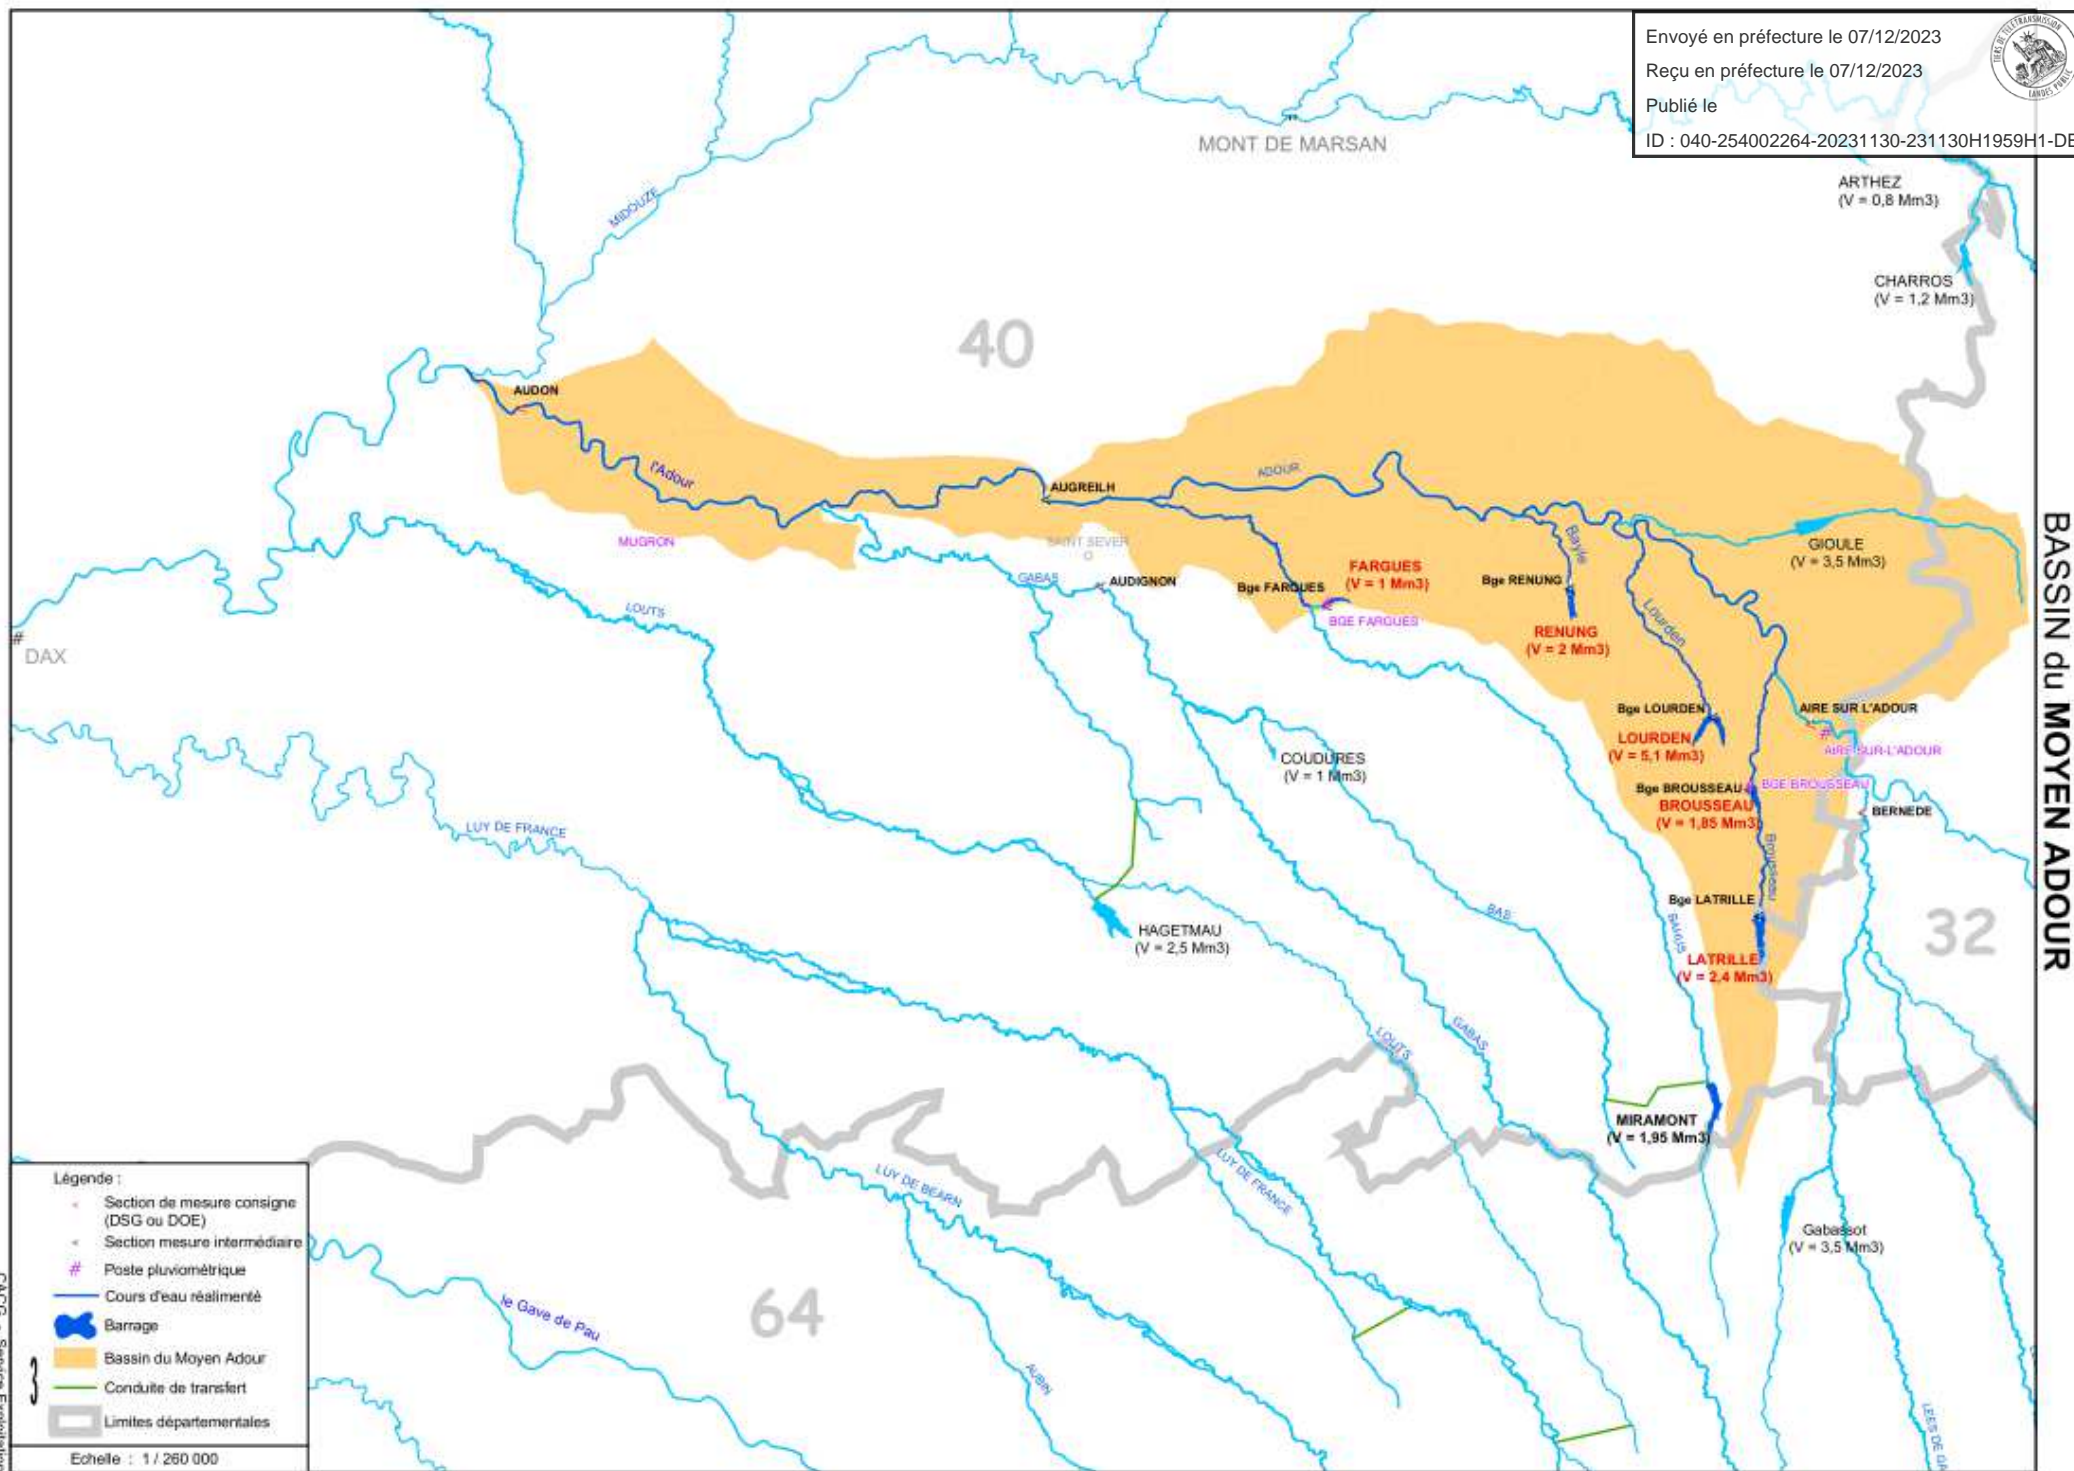 Envoyé en préfecture le 07/12/2023
Reçu en préfecture le 07/12/2023
Publié le
ID : 040-254002264-20231130-231130H1959H1-DE
MONT DE MARSAN
ARTHEZ
(V = 0,8 Mm3)
MIDOUZE
CHARROS
(V = 1,2 Mm3)
40
AUDON
l'Adour
AUGREILH
ADOUR
MUGRON
SAINT SEVER
GABAS
AUDIGNON
Bge FARGUES
FARGUES
(V = 1 Mm3)
BGE FARGUES
Bayle
Bge RENUNG
RENUNG
(V = 2 Mm3)
GIOULE
(V = 3,5 Mm3)
Lourden
LOUTS
DAX
Bge LOURDEN
LOURDEN
(V = 5,1 Mm3)
AIRE SUR L'ADOUR
AIRE-SUR-L'ADOUR
COUDURES
(V = 1 Mm3)
Bge BROUSSEAU
BGE BROUSSEAU
BROUSSEAU
(V = 1,85 Mm3)
BERNEDE
Brousseau
LUY DE FRANCE
Bge LATRILLE
LATRILLE
(V = 2,4 Mm3)
BAS
BAHUS
HAGETMAU
(V = 2,5 Mm3)
32
LOUTS
GABAS
MIRAMONT
(V = 1,95 Mm3)
LUY DE BEARN
LUY DE FRANCE
Gabassot
(V = 3,5 Mm3)
le Gave de Pau
64
AUBIN
BASSIN du MOYEN ADOUR
Légende :
Section de mesure consigne
(DSG ou DOE)
Section mesure intermédiaire
Poste pluviométrique
Cours d'eau réalimenté
Barrage
Bassin du Moyen Adour
Conduite de transfert
Limites départementales
Echelle : 1 / 260 000